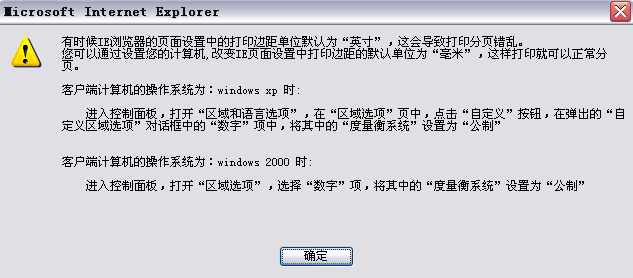 Microsoft Internet Explorer
有时候IE浏览器的页面设置中的打印边距单位默认为“英寸”，这会导致打印分页错乱。
您可以通过设置您的计算机,改变IE页面设置中打印边距的默认单位为“毫米”，这样打印就可以正常分
页。
客户端计算机的操作系统为：windows xp 时:
进入控制面板，打开“区域和语言选项”，在“区域选项”页中，点击“自定义”按钮，在弹出的“自
定义区域选项”对话框中的“数字”项中，将其中的“度量衡系统”设置为“公制”
客户端计算机的操作系统为：windows 2000 时:
进入控制面板，打开“区域选项”，选择“数字”项，将其中的“度量衡系统”设置为“公制”
确定